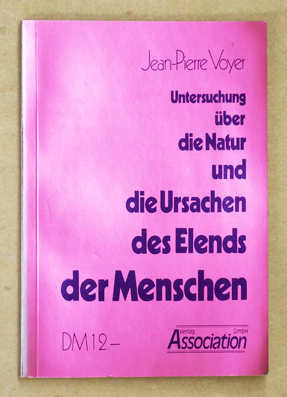 Jean-Pierre Voyer
Untersuchung
über
die Natur
und
die Ursachen
des Elends
der Menschen
DM 12.–
Verlag GmbH
Association